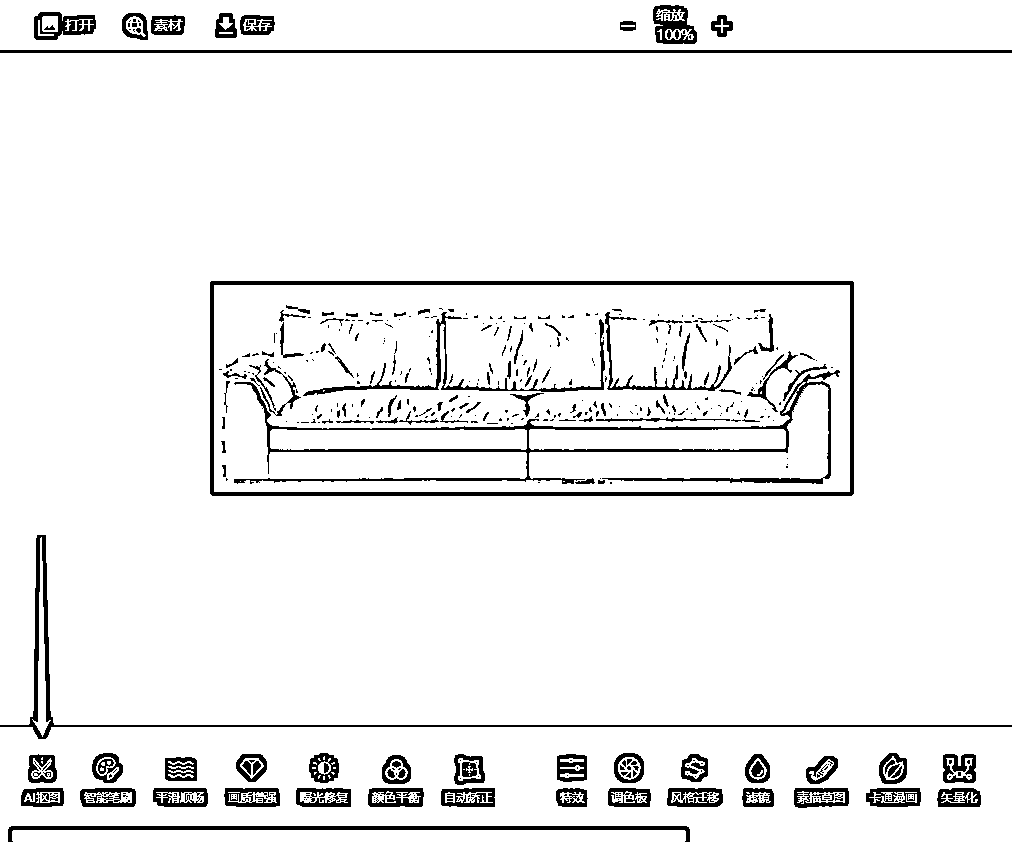 打开
素材
保存
缩放
100%
AI抠图
智能笔刷
平滑顺畅
画质增强
曝光修复
颜色平衡
自动矫正
特效
调色板
风格迁移
滤镜
素描草图
卡通漫画
矢量化